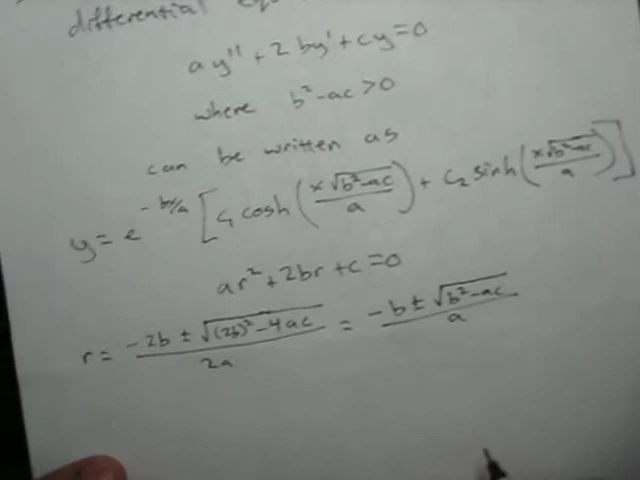 differential equ
ay'' + 2by' + cy = 0
where b² - ac > 0
can be written as
y = e^(-bx/a) [c₁ cosh(x√(b²-ac)/a) + c₂ sinh(x√(b²-ac)/a)]
ar² + 2br + c = 0
r = (-2b ± √((2b)² - 4ac))/2a = (-b ± √(b² - ac))/a